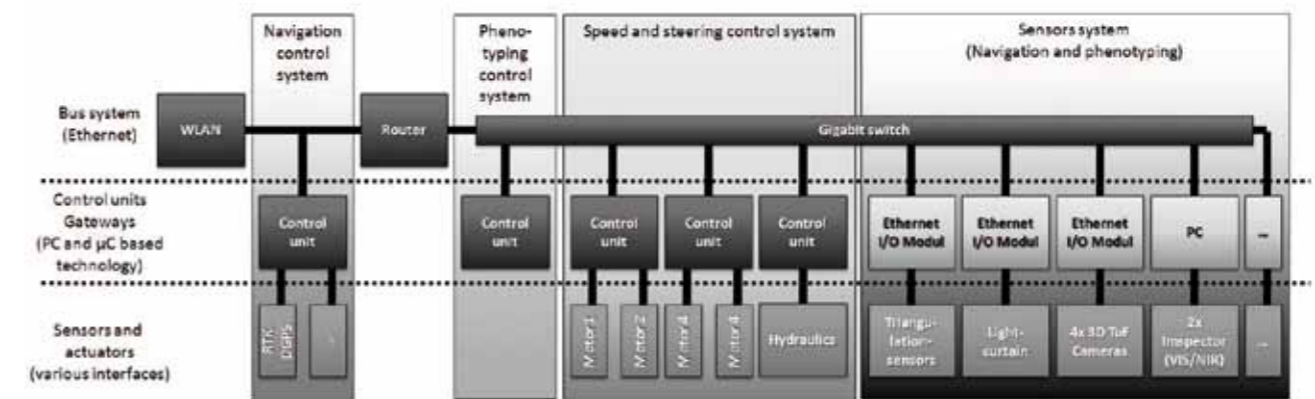 Navigation
control
system
Pheno-
typing
control
system
Speed and steering control system
Sensors system
(Navigation and phenotyping)
Bus system
(Ethernet)
WLAN
Router
Gigabit switch
Control units
Gateways
(PC and µC based
technology)
Control
unit
Control
unit
Control
unit
Control
unit
Control
unit
Ethernet
I/O Modul
Ethernet
I/O Modul
Ethernet
I/O Modul
PC
...
Sensors and
actuators
(various interfaces)
RTK
DGPS
Motor 1
Motor 2
Motor 4
Motor 4
Hydraulics
Triangu-
lation-
sensors
Light-
curtain
4x 3D ToF
Cameras
2x
Inspector
(VIS/NIR)
...